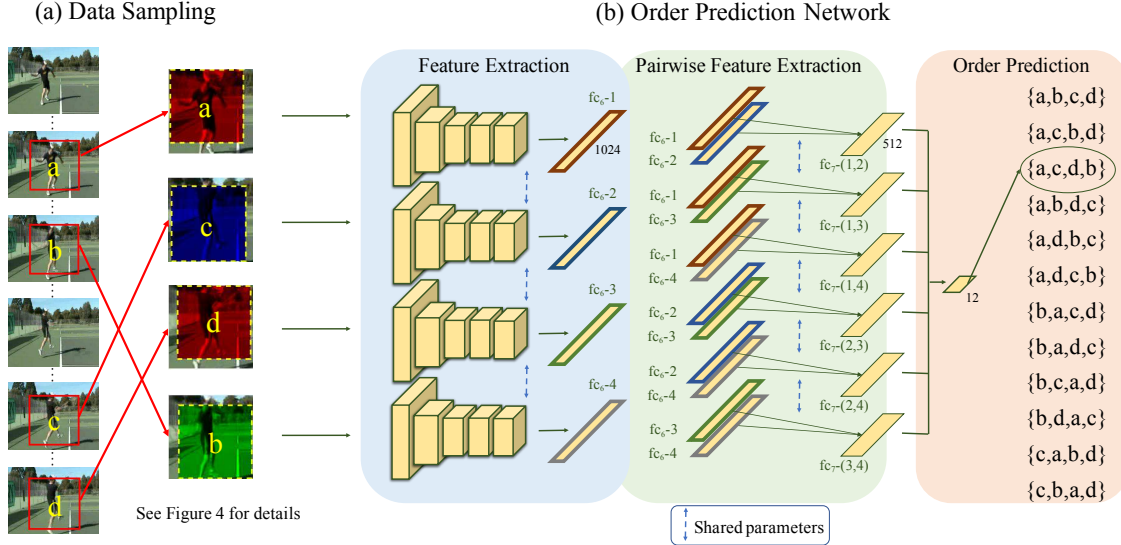 (a) Data Sampling
a
b
c
d
a
c
d
b
See Figure 4 for details
(b) Order Prediction Network
Feature Extraction
fc₆-1
1024
fc₆-2
fc₆-3
fc₆-4
Pairwise Feature Extraction
fc₆-1
fc₆-2
512
fc₇-(1,2)
fc₆-1
fc₆-3
fc₇-(1,3)
fc₆-1
fc₆-4
fc₇-(1,4)
fc₆-2
fc₆-3
fc₇-(2,3)
fc₆-2
fc₆-4
fc₇-(2,4)
fc₆-3
fc₆-4
fc₇-(3,4)
12
Order Prediction
{a,b,c,d}
{a,c,b,d}
{a,c,d,b}
{a,b,d,c}
{a,d,b,c}
{a,d,c,b}
{b,a,c,d}
{b,a,d,c}
{b,c,a,d}
{b,d,a,c}
{c,a,b,d}
{c,b,a,d}
Shared parameters